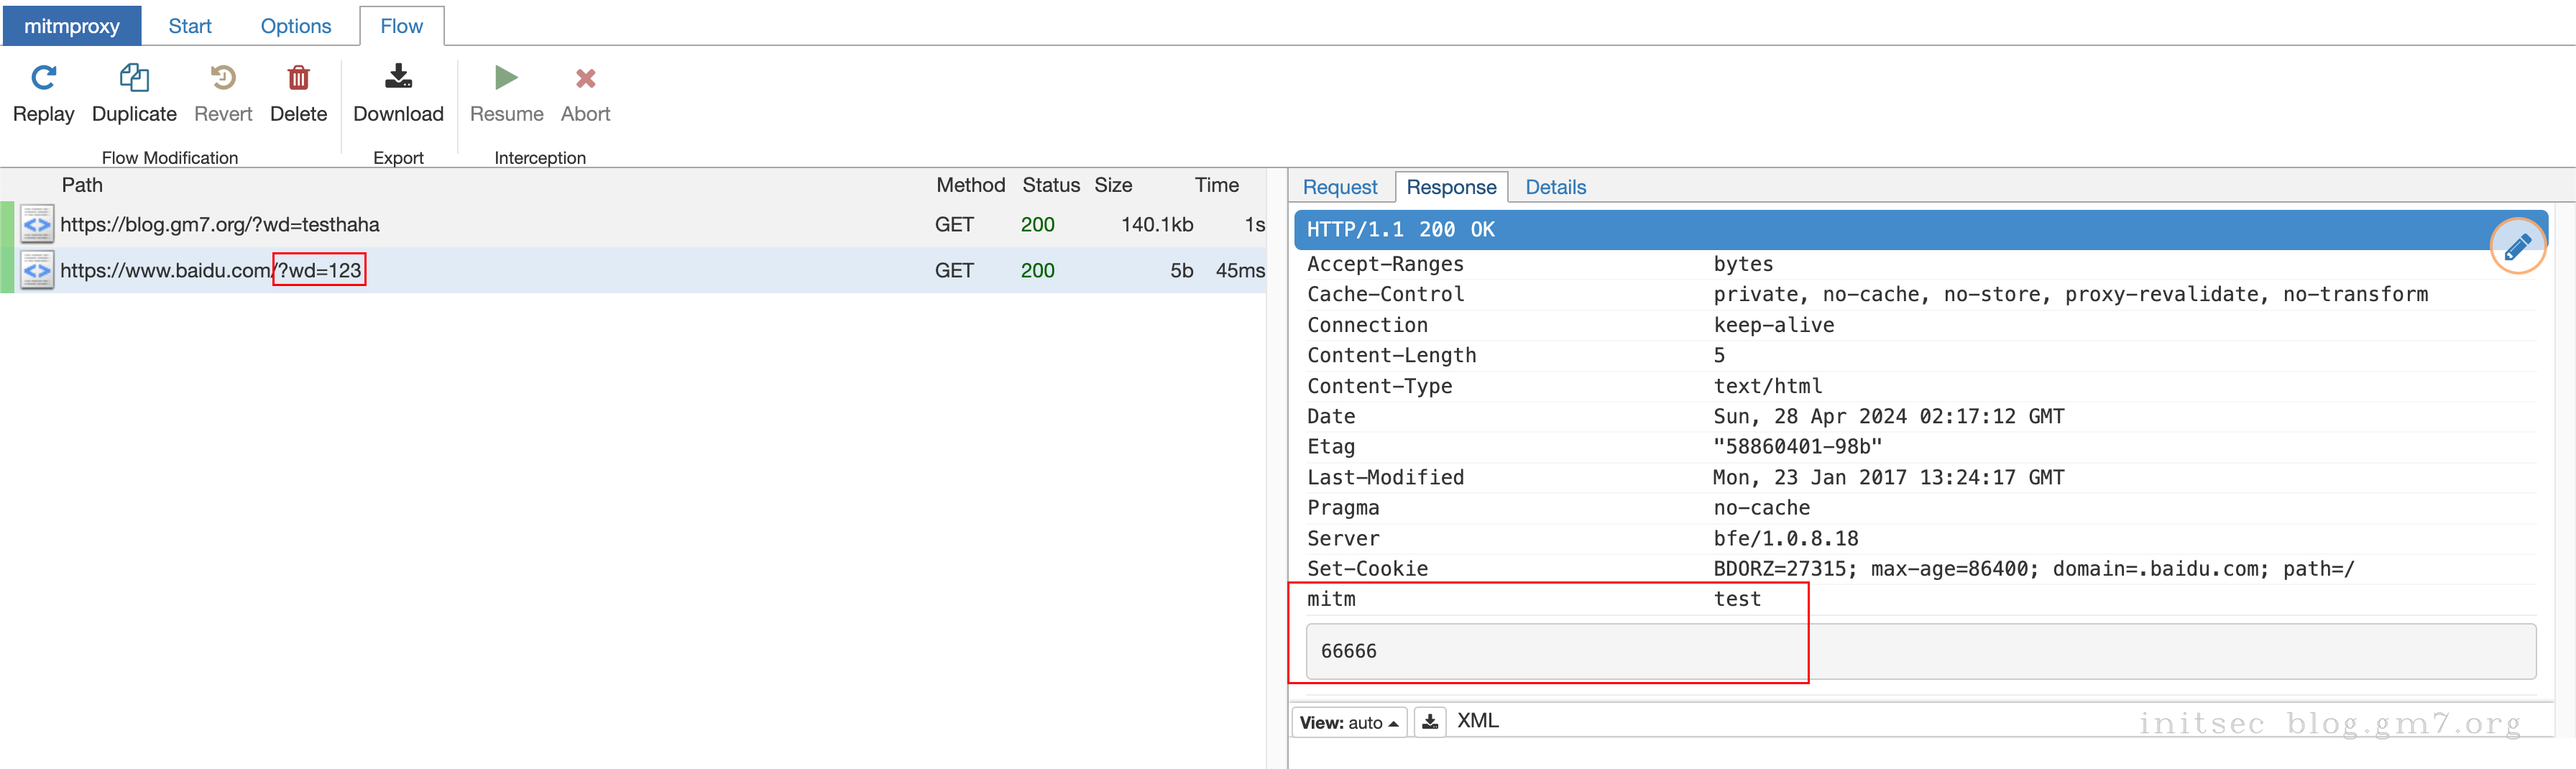 mitmproxy Start Options Flow
Replay Duplicate Revert Delete Download Resume Abort
Flow Modification Export Interception
Path Method Status Size Time
https://blog.gm7.org/?wd=testhaha GET 200 140.1kb 1s
https://www.baidu.com/?wd=123 GET 200 5b 45ms
Request Response Details
HTTP/1.1 200 OK
Accept-Ranges bytes
Cache-Control private, no-cache, no-store, proxy-revalidate, no-transform
Connection keep-alive
Content-Length 5
Content-Type text/html
Date Sun, 28 Apr 2024 02:17:12 GMT
Etag "58860401-98b"
Last-Modified Mon, 23 Jan 2017 13:24:17 GMT
Pragma no-cache
Server bfe/1.0.8.18
Set-Cookie BDORZ=27315; max-age=86400; domain=.baidu.com; path=/
mitm test
66666
View: auto XML
initsec blog.gm7.org